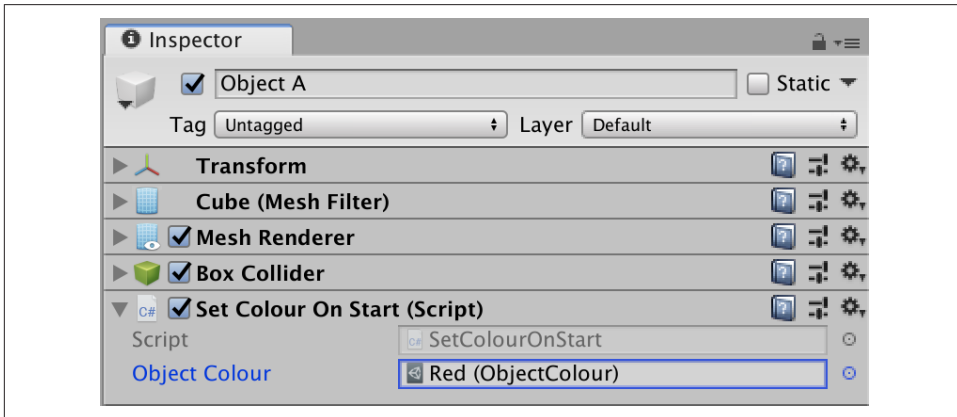 Inspector
Object A
Static
Tag Untagged Layer Default
Transform
Cube (Mesh Filter)
Mesh Renderer
Box Collider
C# Set Colour On Start (Script)
Script C# SetColourOnStart
Object Colour Red (ObjectColour)